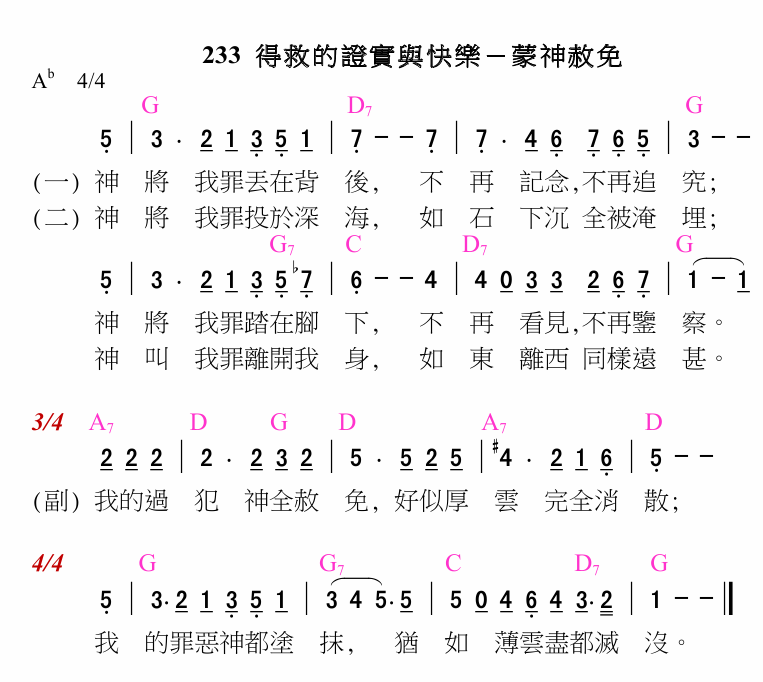 233 得救的證實與快樂－蒙神赦免
Aᵇ 4/4
G D7 G
5 | 3 · 2 1 3 5 1 | 7 － － 7 | 7 · 4 6 7 6 5 | 3 － －
(一) 神 將 我罪丟在背 後， 不 再 記念,不再追 究；
(二) 神 將 我罪投於深 海， 如 石 下沉 全被淹 埋；
G7 C D7 G
5 | 3 · 2 1 3 5 ♭7 | 6 － － 4 | 4 0 3 3 2 6 7 | 1 － 1
神 將 我罪踏在腳 下， 不 再 看見,不再鑒 察。
神 叫 我罪離開我 身， 如 東 離西 同樣遠 甚。
3/4 A7 D G D A7 D
2 2 2 | 2 · 2 3 2 | 5 · 5 2 5 | ♯4 · 2 1 6 | 5 － －
(副) 我的過 犯 神全赦 免，好似厚 雲 完全消 散；
4/4 G G7 C D7 G
5 | 3· 2 1 3 5 1 | 3 4 5· 5 | 5 0 4 6 4 3· 2 | 1 － － ‖
我 的罪惡神都塗 抹， 猶 如 薄雲盡都滅 沒。